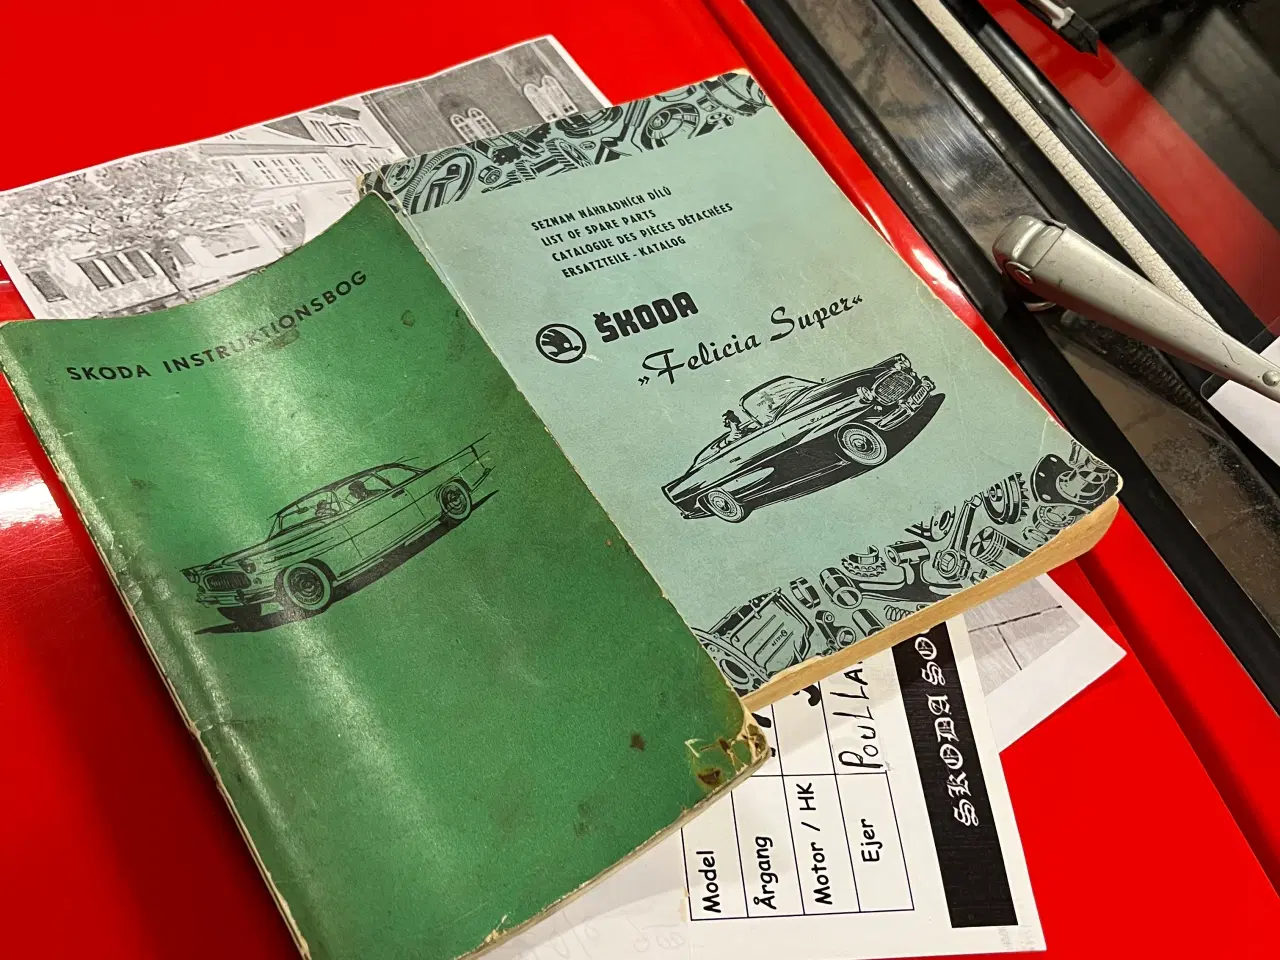 SKODA INSTRUKTIONSBOG
SEZNAM NÁHRADNÍCH DÍLŮ
LIST OF SPARE PARTS
CATALOGUE DES PIÈCES DÉTACHÉES
ERSATZTEILE - KATALOG
ŠKODA
»Felicia Super«
Model
Årgang
Motor / HK
Ejer
SKODA